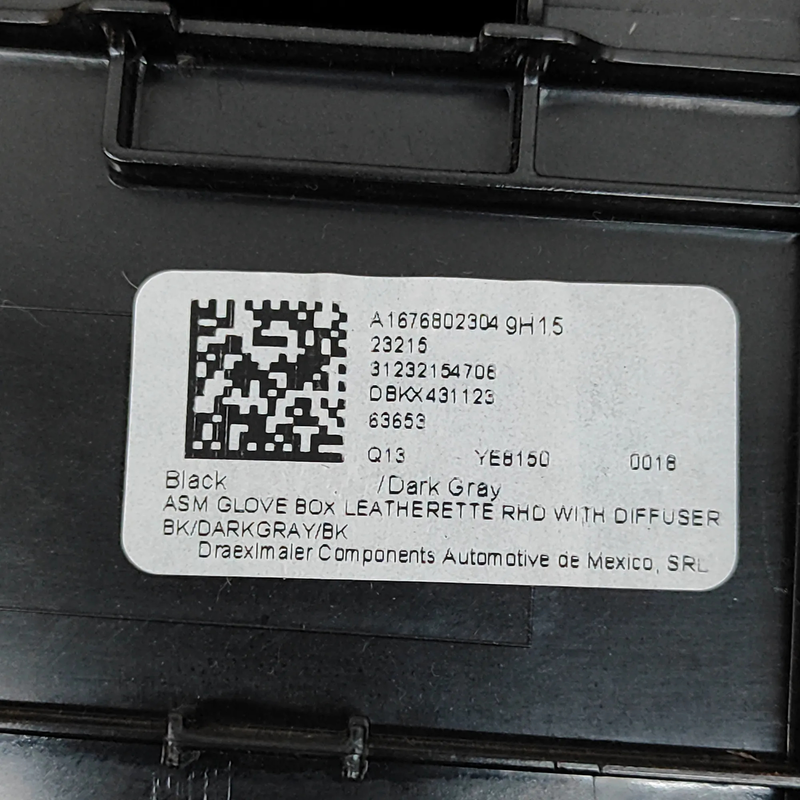 A1676802304 9H15
23215
31232154706
DBKX431123
63653
Q13 YE8150 0018
Black /Dark Gray
ASM GLOVE BOX LEATHERETTE RHD WITH DIFFUSER
BK/DARKGRAY/BK
Draexlmaier Components Automotive de Mexico, SRL